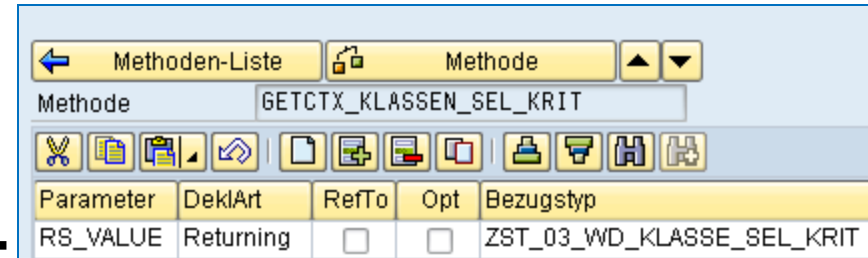 Methoden-Liste Methode
Methode GETCTX_KLASSEN_SEL_KRIT
Parameter DeklArt RefTo Opt Bezugstyp
RS_VALUE Returning ZST_03_WD_KLASSE_SEL_KRIT